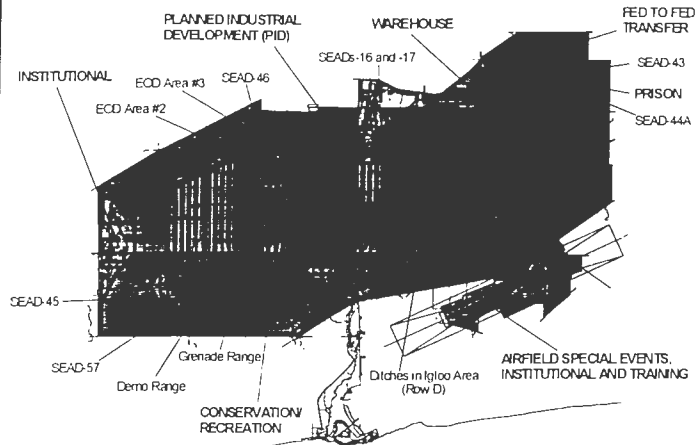 PLANNED INDUSTRIAL
DEVELOPMENT (PID)
WAREHOUSE
FED TO FED
TRANSFER
SEADs-16 and -17
SEAD-43
INSTITUTIONAL
SEAD-46
EOD Area #3
PRISON
EOD Area #2
SEAD-44A
SEAD-45
Grenade Range
SEAD-57
Demo Range
Ditches in Igloo Area
(Row D)
AIRFIELD SPECIAL EVENTS,
INSTITUTIONAL AND TRAINING
CONSERVATION/
RECREATION